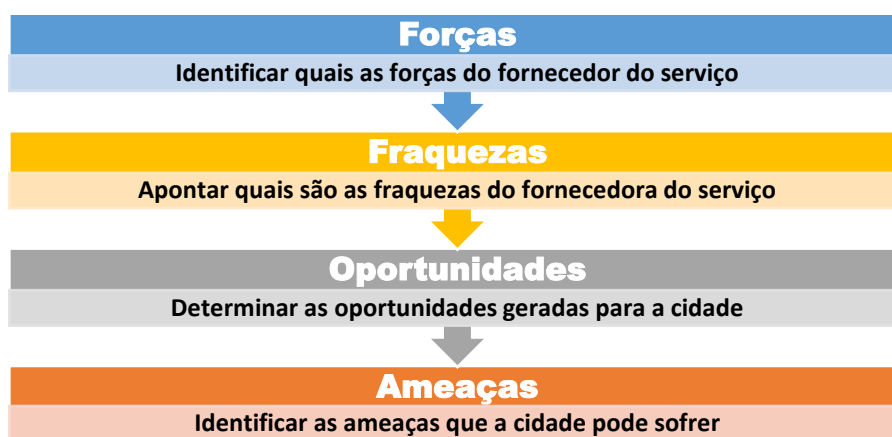 Forças
Identificar quais as forças do fornecedor do serviço
Fraquezas
Apontar quais são as fraquezas do fornecedora do serviço
Oportunidades
Determinar as oportunidades geradas para a cidade
Ameaças
Identificar as ameaças que a cidade pode sofrer